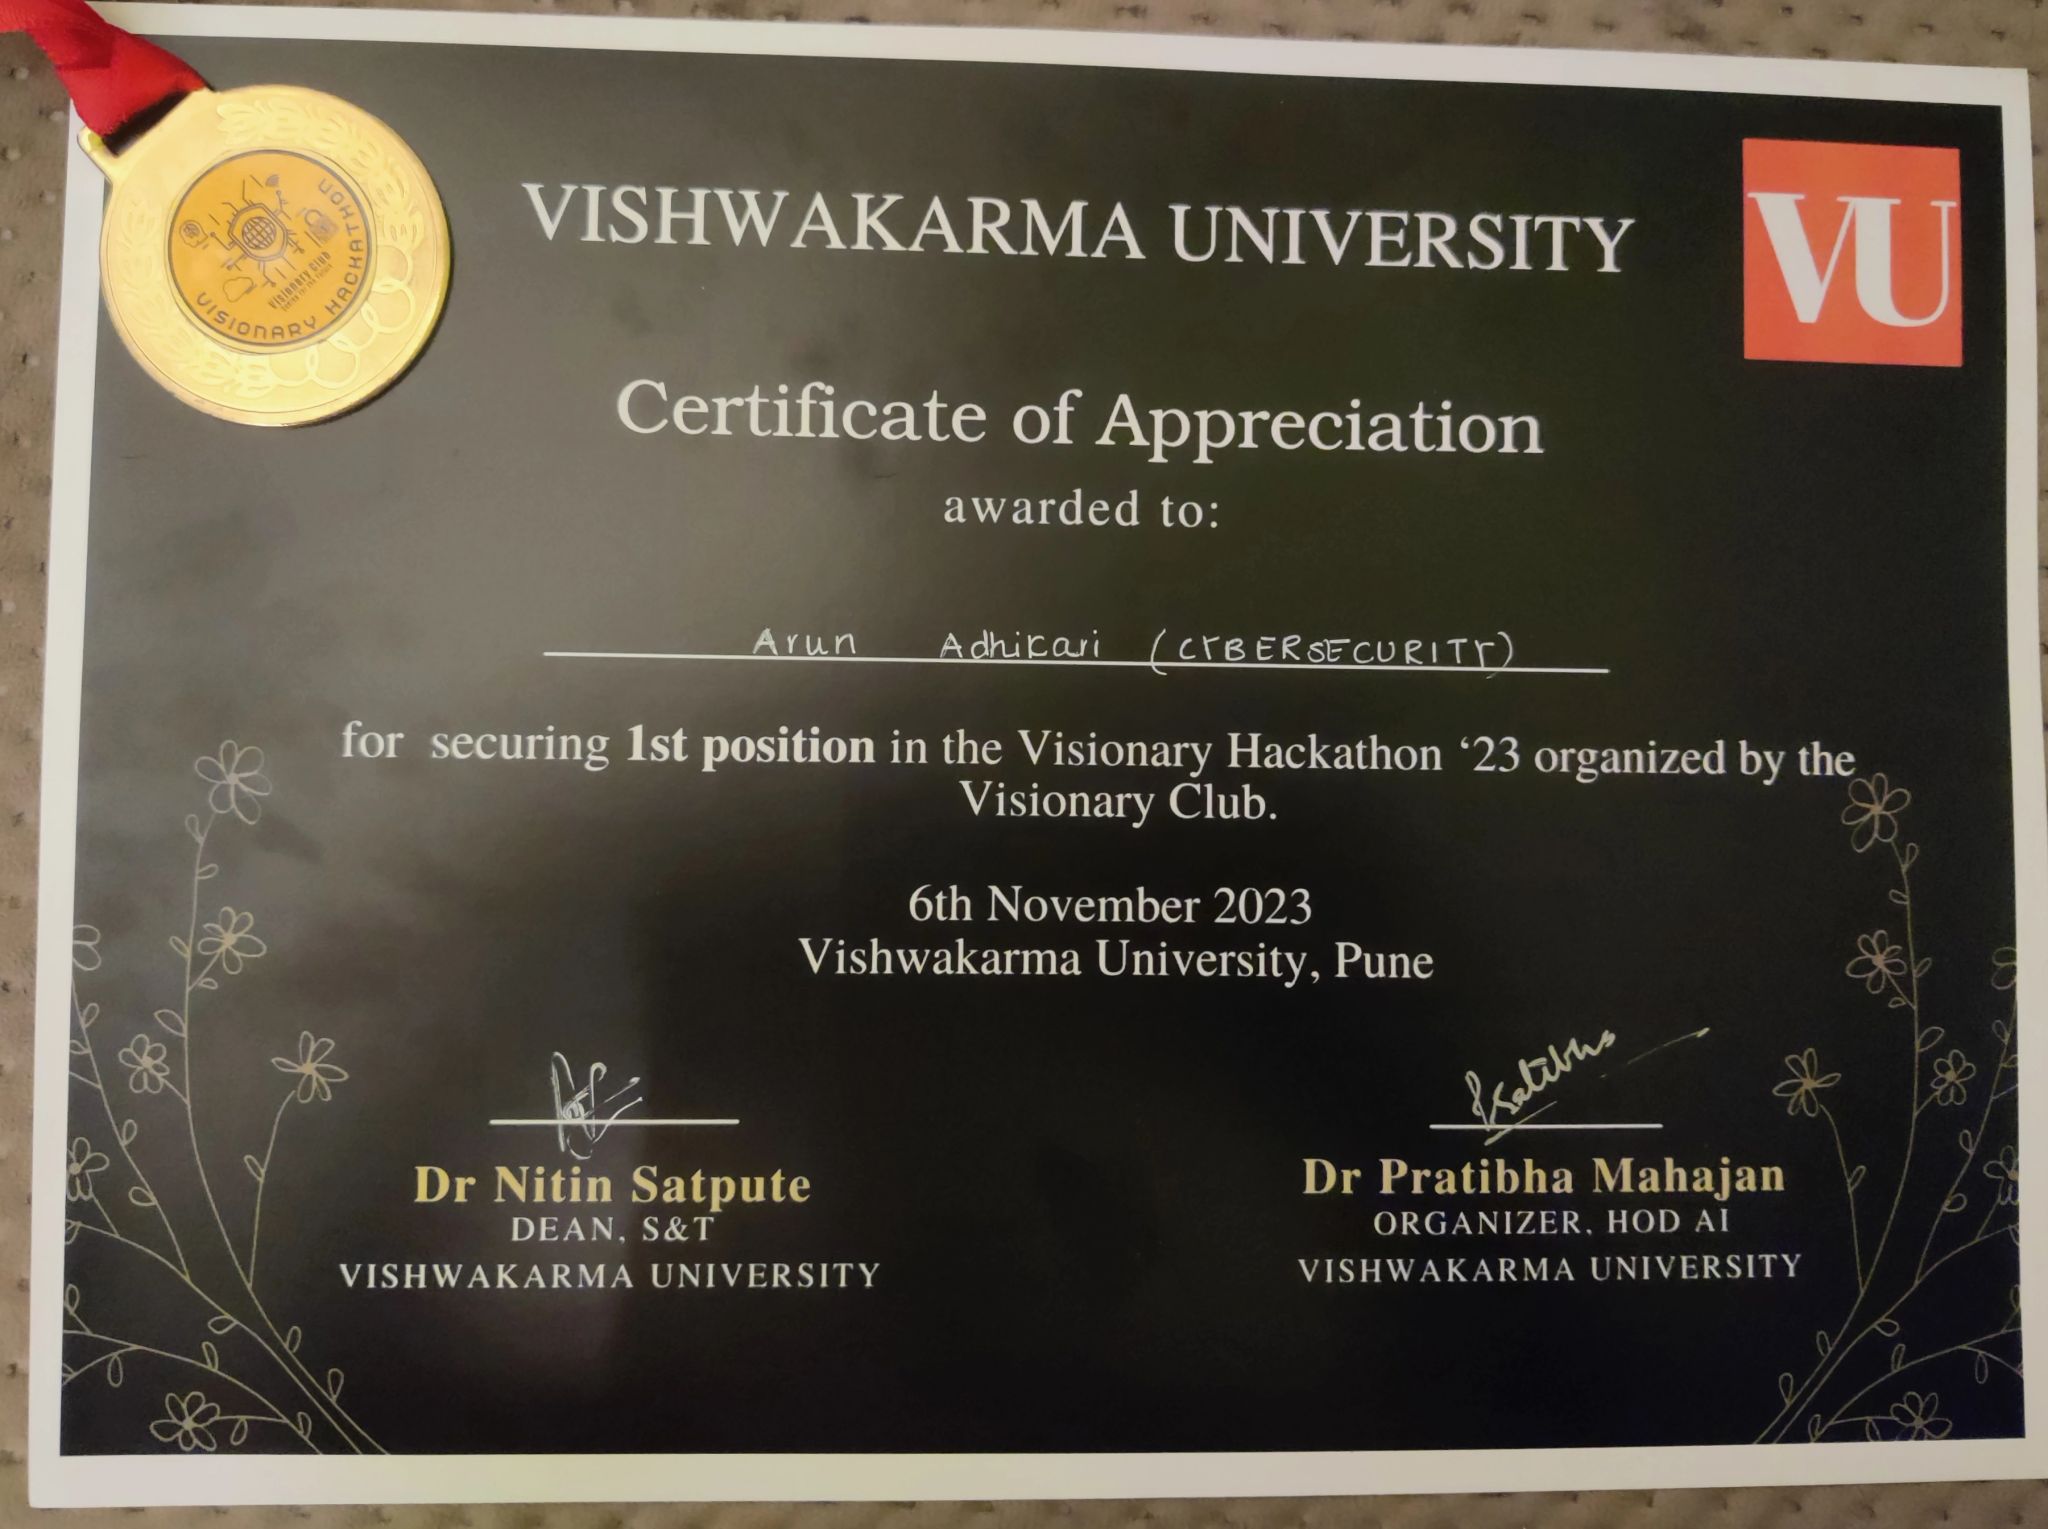 VISIONARY HACKATHON
Visionary Club
VISHWAKARMA UNIVERSITY
VU
Certificate of Appreciation
awarded to:
Arun Adhikari (CYBERSECURITY)
for securing 1st position in the Visionary Hackathon ‘23 organized by the
Visionary Club.
6th November 2023
Vishwakarma University, Pune
Dr Nitin Satpute
DEAN, S&T
VISHWAKARMA UNIVERSITY
Dr Pratibha Mahajan
ORGANIZER, HOD AI
VISHWAKARMA UNIVERSITY